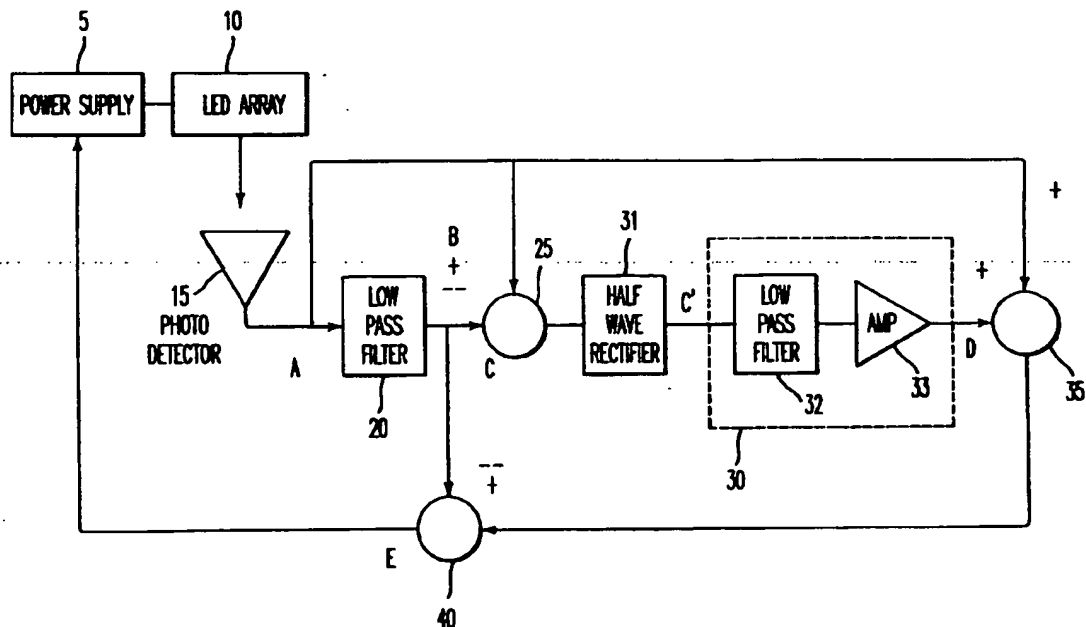 5
10
POWER SUPPLY
LED ARRAY
15
PHOTO
DETECTOR
A
LOW
PASS
FILTER
20
B
+
--
25
C
31
HALF
WAVE
RECTIFIER
C'
LOW
PASS
FILTER
32
AMP
33
30
+
D
+
35
--
+
E
40